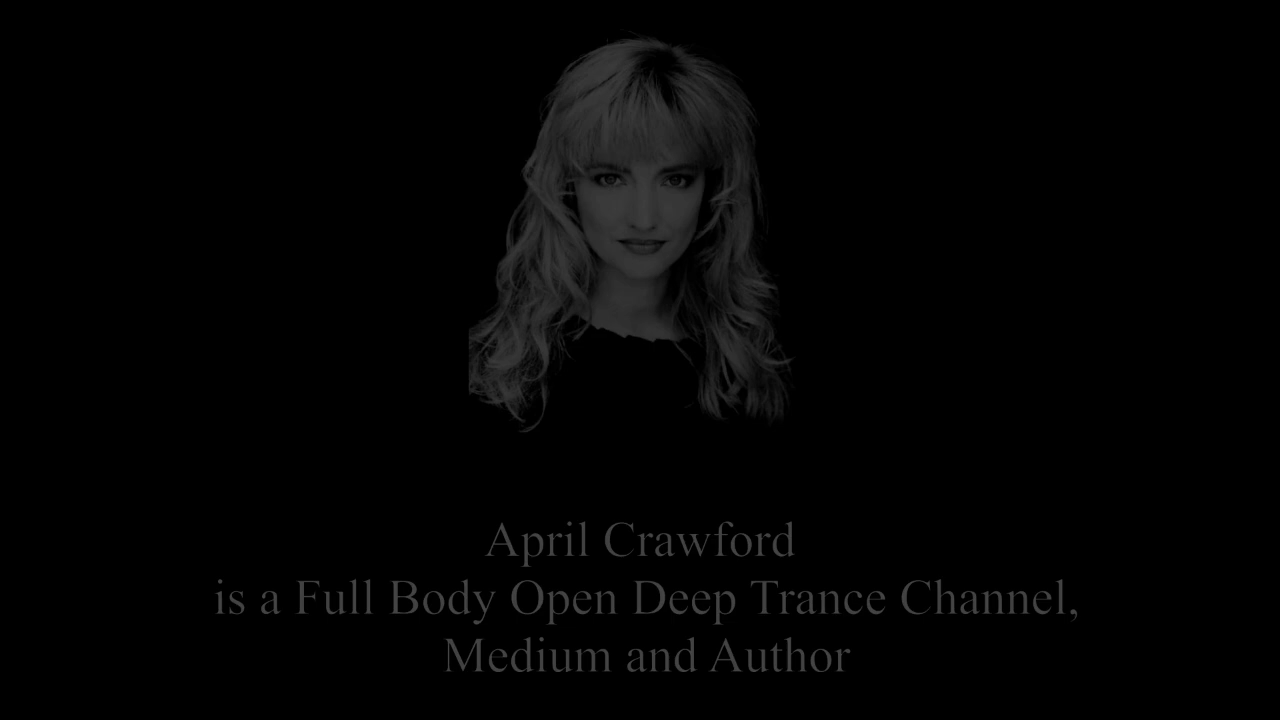 April Crawford
is a Full Body Open Deep Trance Channel,
Medium and Author